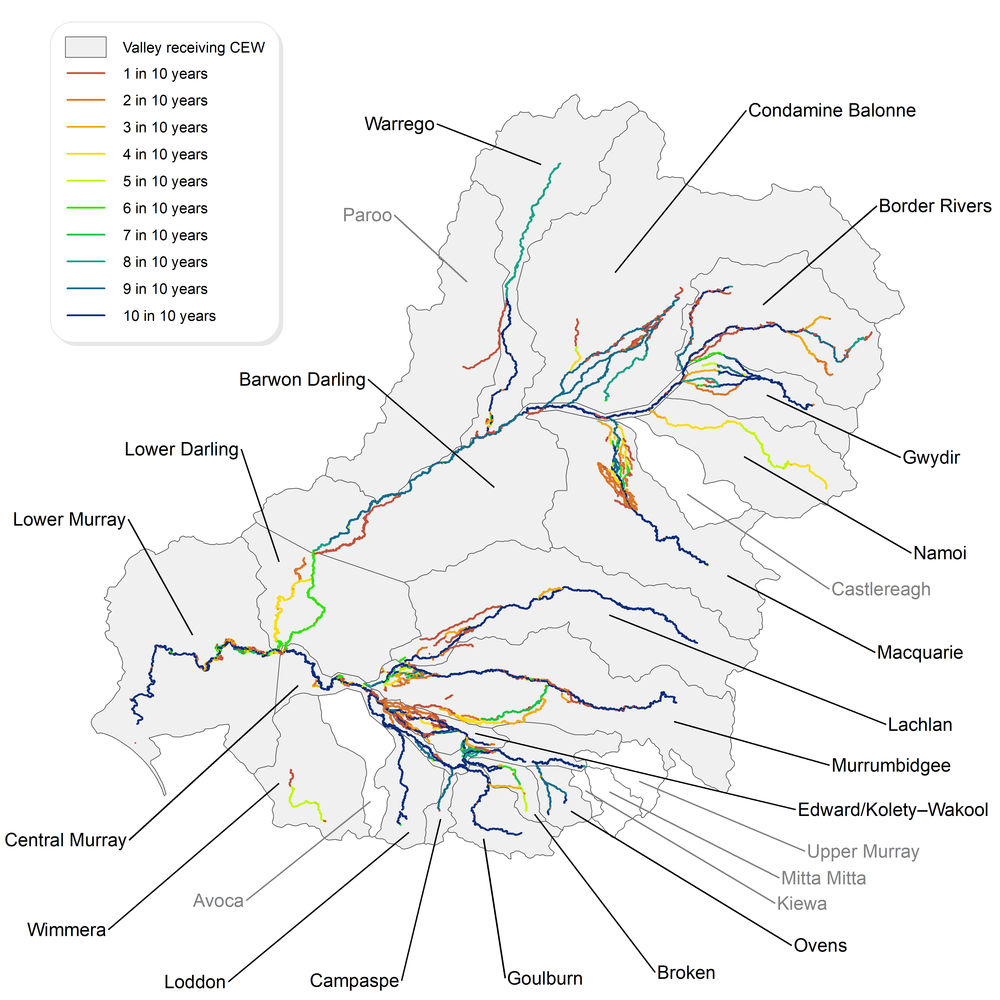 Valley receiving CEW
1 in 10 years
2 in 10 years
3 in 10 years
4 in 10 years
5 in 10 years
6 in 10 years
7 in 10 years
8 in 10 years
9 in 10 years
10 in 10 years
Condamine Balonne
Warrego
Border Rivers
Paroo
Barwon Darling
Lower Darling
Gwydir
Lower Murray
Namoi
Castlereagh
Macquarie
Lachlan
Murrumbidgee
Edward/Kolety–Wakool
Central Murray
Upper Murray
Mitta Mitta
Avoca
Kiewa
Wimmera
Ovens
Broken
Goulburn
Campaspe
Loddon